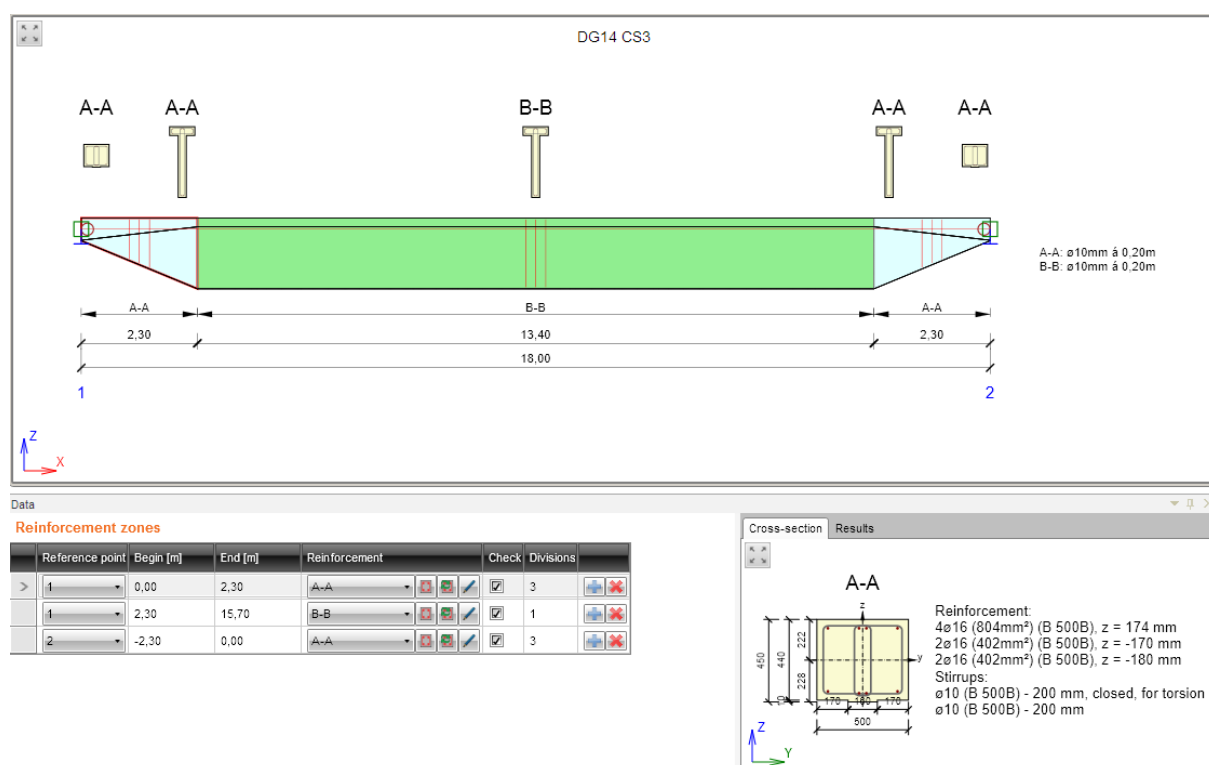 DG14 CS3
A-A A-A B-B A-A A-A
A-A: ø10mm á 0,20m
B-B: ø10mm á 0,20m
A-A B-B A-A
2,30 13,40 2,30
18,00
1 2
Z
X
Data
Reinforcement zones
Reference point Begin [m] End [m] Reinforcement Check Divisions
> 1 0,00 2,30 A-A 3
1 2,30 15,70 B-B 1
2 -2,30 0,00 A-A 3
Cross-section Results
A-A
z
y
450 440 222
228
10
170 160 170
500
Z
Y
Reinforcement:
4ø16 (804mm²) (B 500B), z = 174 mm
2ø16 (402mm²) (B 500B), z = -170 mm
2ø16 (402mm²) (B 500B), z = -180 mm
Stirrups:
ø10 (B 500B) - 200 mm, closed, for torsion
ø10 (B 500B) - 200 mm